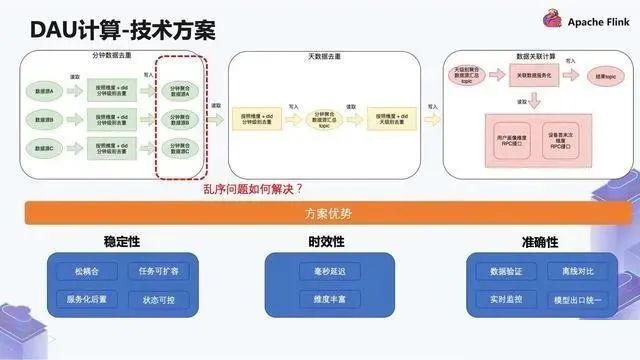 DAU计算-技术方案
Apache Flink
分钟数据去重
读取
写入
数据源A
按照维度 + did
分钟级别去重
分钟聚合
数据源A
数据源B
按照维度 + did
分钟级别去重
分钟聚合
数据源B
数据源C
按照维度 + did
分钟级别去重
分钟聚合
数据源C
读取
天数据去重
按照维度 + did
分钟级别去重
写入
分钟聚合
数据源汇总
topic
读取
按照维度 + did
天级别去重
写入
数据关联计算
天级别聚合
数据源汇总
topic
读取
关联数据服务化
写入
结果topic
用户画像维度
RPC接口
设备首末次
维度
RPC接口
乱序问题如何解决？
方案优势
稳定性
时效性
准确性
松耦合
任务可扩容
服务化后置
状态可控
毫秒延迟
维度丰富
数据验证
离线对比
实时监控
模型出口统一